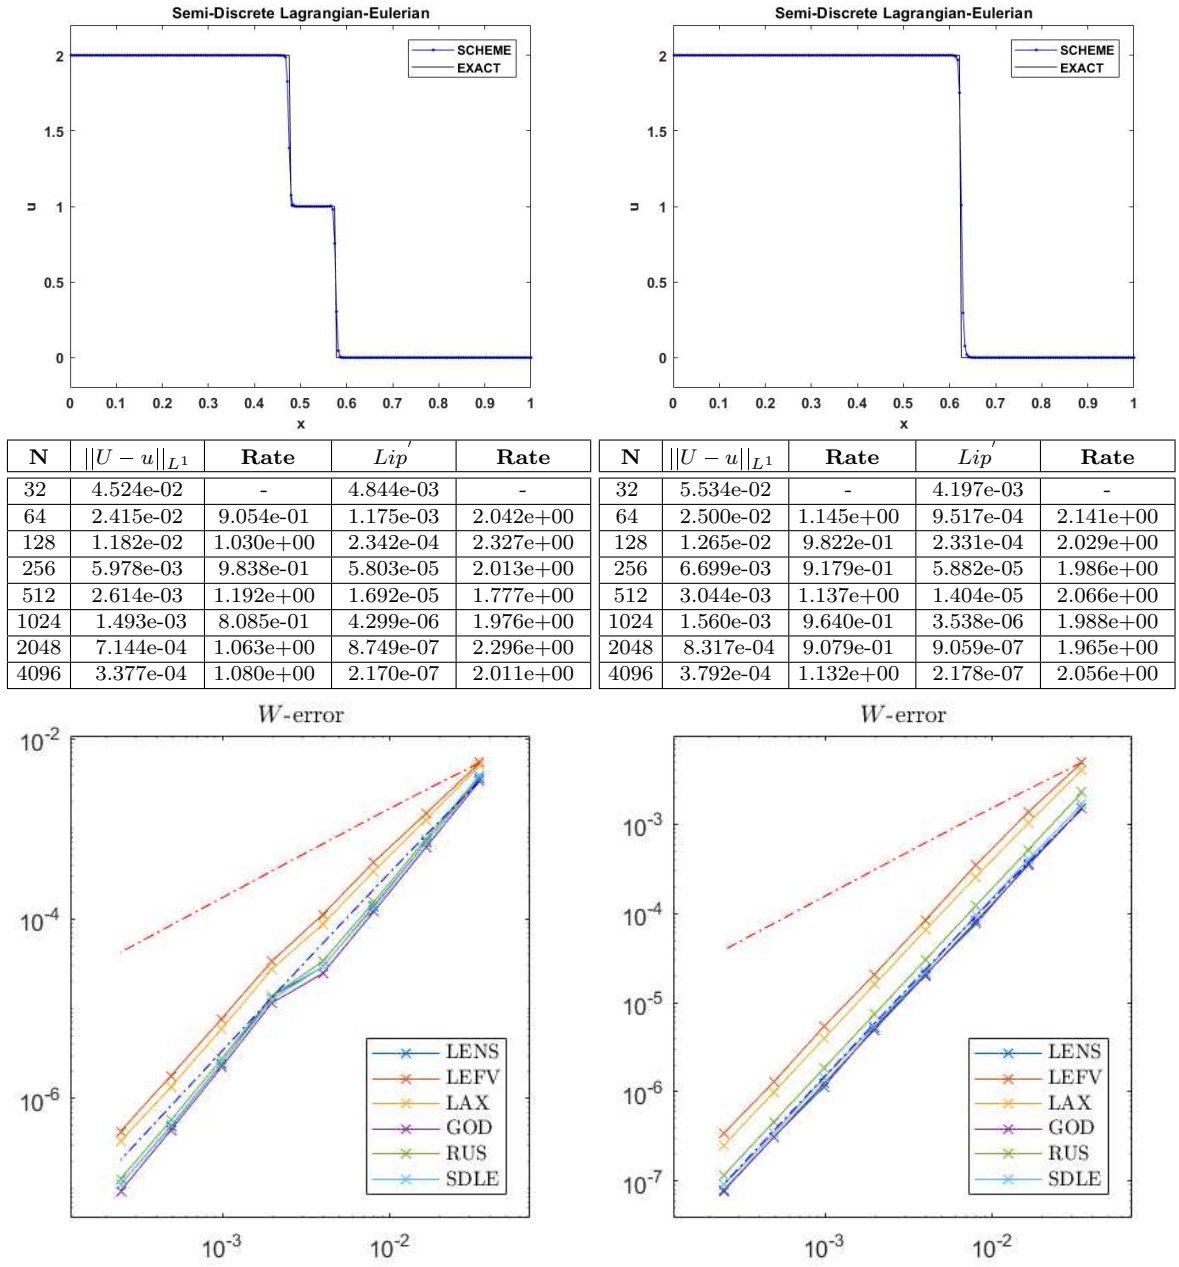 Semi-Discrete Lagrangian-Eulerian
SCHEME
EXACT
u
2
1.5
1
0.5
0
0 0.1 0.2 0.3 0.4 0.5 0.6 0.7 0.8 0.9 1
x
Semi-Discrete Lagrangian-Eulerian
SCHEME
EXACT
u
2
1.5
1
0.5
0
0 0.1 0.2 0.3 0.4 0.5 0.6 0.7 0.8 0.9 1
x
N ||U − u||_{L^1} Rate Lip′ Rate
32 4.524e-02 - 4.844e-03 -
64 2.415e-02 9.054e-01 1.175e-03 2.042e+00
128 1.182e-02 1.030e+00 2.342e-04 2.327e+00
256 5.978e-03 9.838e-01 5.803e-05 2.013e+00
512 2.614e-03 1.192e+00 1.692e-05 1.777e+00
1024 1.493e-03 8.085e-01 4.299e-06 1.976e+00
2048 7.144e-04 1.063e+00 8.749e-07 2.296e+00
4096 3.377e-04 1.080e+00 2.170e-07 2.011e+00
N ||U − u||_{L^1} Rate Lip′ Rate
32 5.534e-02 - 4.197e-03 -
64 2.500e-02 1.145e+00 9.517e-04 2.141e+00
128 1.265e-02 9.822e-01 2.331e-04 2.029e+00
256 6.699e-03 9.179e-01 5.882e-05 1.986e+00
512 3.044e-03 1.137e+00 1.404e-05 2.066e+00
1024 1.560e-03 9.640e-01 3.538e-06 1.988e+00
2048 8.317e-04 9.079e-01 9.059e-07 1.965e+00
4096 3.792e-04 1.132e+00 2.178e-07 2.056e+00
W-error
10^{-2}
10^{-4}
10^{-6}
LENS
LEFV
LAX
GOD
RUS
SDLE
10^{-3} 10^{-2}
W-error
10^{-3}
10^{-4}
10^{-5}
10^{-6}
10^{-7}
LENS
LEFV
LAX
GOD
RUS
SDLE
10^{-3} 10^{-2}